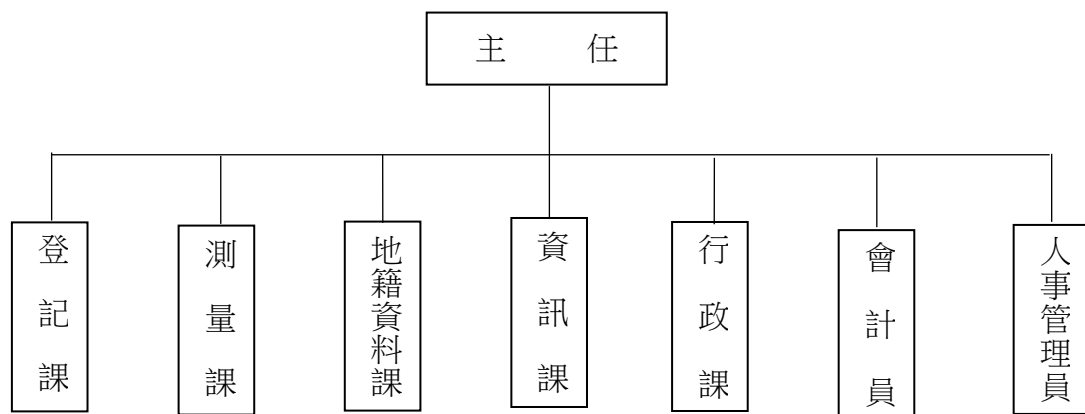 主任
登記課
測量課
地籍資料課
資訊課
行政課
會計員
人事管理員